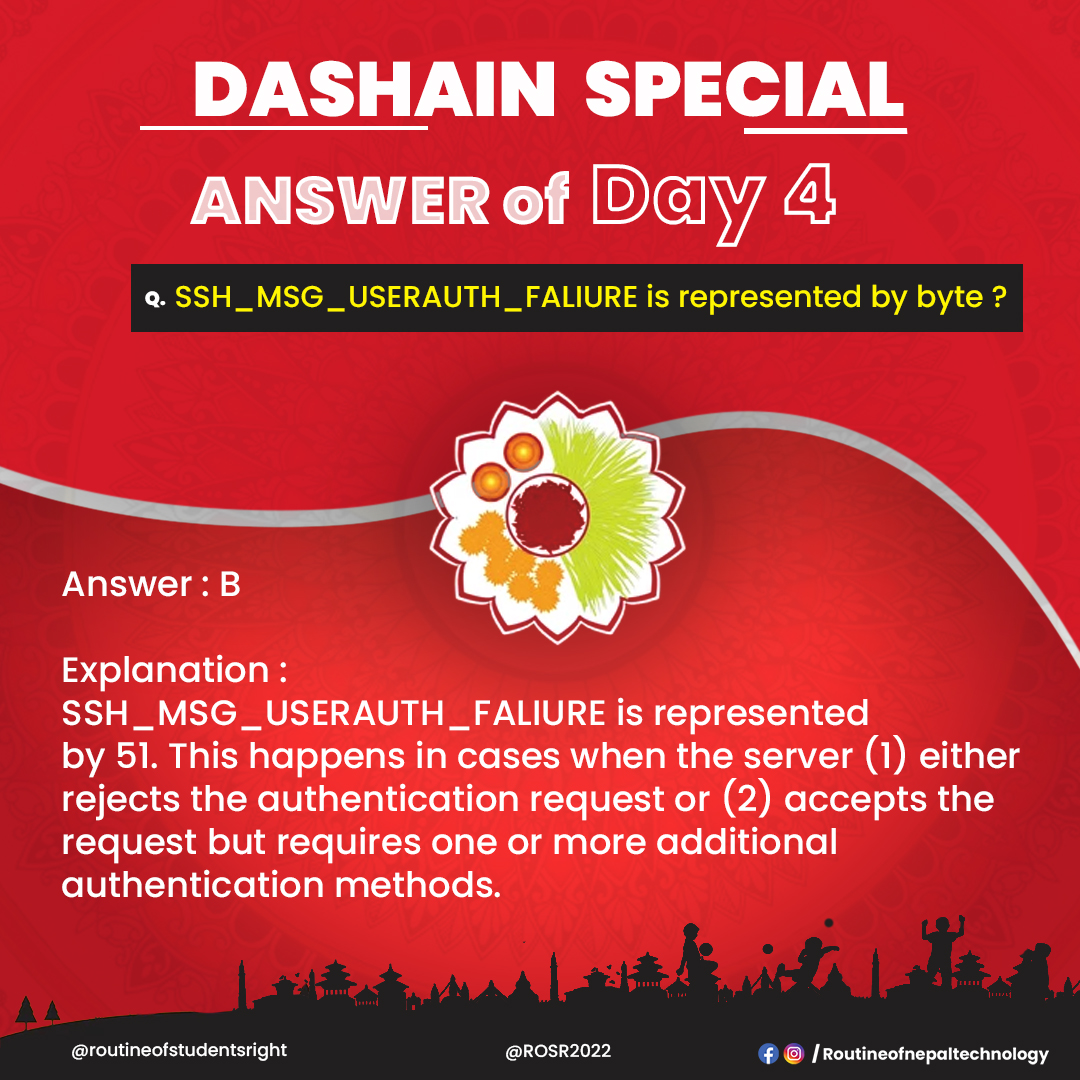 DASHAIN SPECIAL
ANSWER of Day 4
Q. SSH_MSG_USERAUTH_FALIURE is represented by byte ?
Answer : B
Explanation :
SSH_MSG_USERAUTH_FALIURE is represented
by 51. This happens in cases when the server (1) either
rejects the authentication request or (2) accepts the
request but requires one or more additional
authentication methods.
@routineofstudentsright
@ROSR2022
/Routineofnepaltechnology